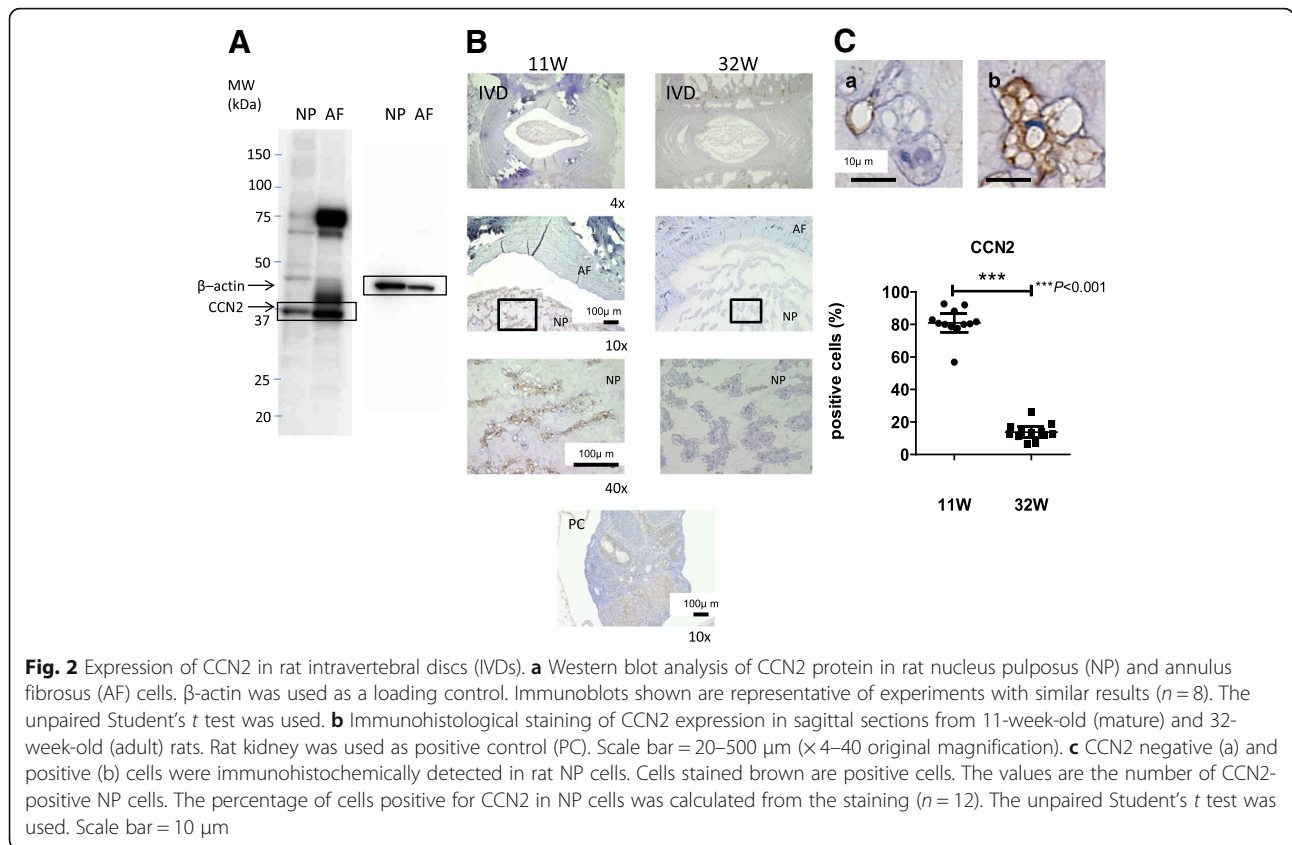 A
B
C
MW
(kDa)
NP AF
NP AF
150
100
75
50
β–actin
CCN2
37
25
20
11W
32W
IVD
IVD
4x
AF
NP
100µ m
10x
AF
NP
NP
100µ m
40x
NP
PC
100µ m
10x
a
b
10µ m
CCN2
***
***P<0.001
positive cells (%)
100
80
60
40
20
0
11W
32W
Fig. 2 Expression of CCN2 in rat intravertebral discs (IVDs). a Western blot analysis of CCN2 protein in rat nucleus pulposus (NP) and annulus
fibrosus (AF) cells. β-actin was used as a loading control. Immunoblots shown are representative of experiments with similar results (n = 8). The
unpaired Student's t test was used. b Immunohistological staining of CCN2 expression in sagittal sections from 11-week-old (mature) and 32-
week-old (adult) rats. Rat kidney was used as positive control (PC). Scale bar = 20–500 μm (× 4–40 original magnification). c CCN2 negative (a) and
positive (b) cells were immunohistochemically detected in rat NP cells. Cells stained brown are positive cells. The values are the number of CCN2-
positive NP cells. The percentage of cells positive for CCN2 in NP cells was calculated from the staining (n = 12). The unpaired Student's t test was
used. Scale bar = 10 μm